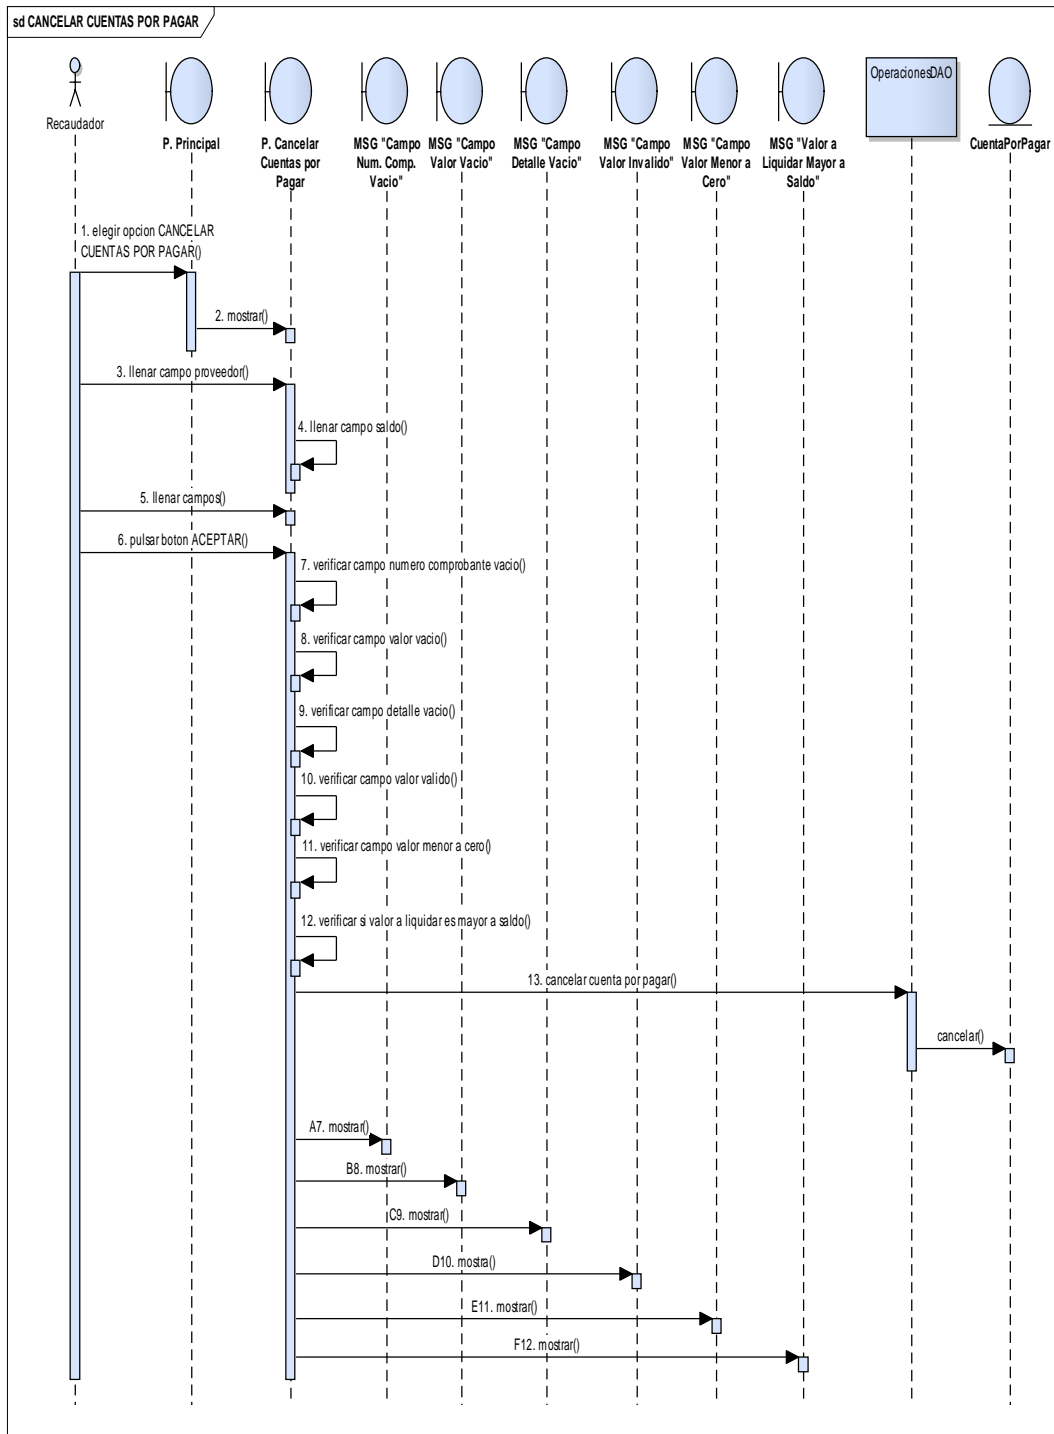 sd CANCELAR CUENTAS POR PAGAR
Recaudador
P. Principal
P. Cancelar
Cuentas por
Pagar
MSG "Campo
Num. Comp.
Vacio"
MSG "Campo
Valor Vacio"
MSG "Campo
Detalle Vacio"
MSG "Campo
Valor Invalido"
MSG "Campo
Valor Menor a
Cero"
MSG "Valor a
Liquidar Mayor a
Saldo"
OperacionesDAO
CuentaPorPagar
1. elegir opcion CANCELAR
CUENTAS POR PAGAR()
2. mostrar()
3. llenar campo proveedor()
4. llenar campo saldo()
5. llenar campos()
6. pulsar boton ACEPTAR()
7. verificar campo numero comprobante vacio()
8. verificar campo valor vacio()
9. verificar campo detalle vacio()
10. verificar campo valor valido()
11. verificar campo valor menor a cero()
12. verificar si valor a liquidar es mayor a saldo()
13. cancelar cuenta por pagar()
cancelar()
A7. mostrar()
B8. mostrar()
C9. mostrar()
D10. mostra()
E11. mostrar()
F12. mostrar()